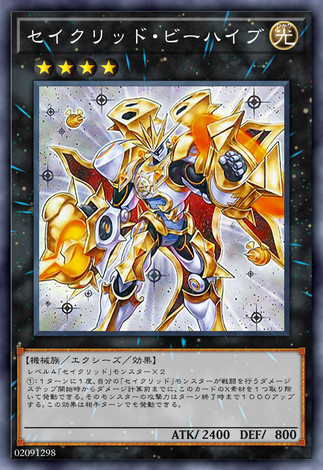 セイクリッド・ビーハイブ
光
【機械族／エクシーズ／効果】
レベル４「セイクリッド」モンスター×２
①：１ターンに１度、自分の「セイクリッド」モンスターが戦闘を行うダメージ
ステップ開始時からダメージ計算前までに、このカードのX素材を１つ取り除
いて発動できる。そのモンスターの攻撃力はターン終了時まで１０００アップ
する。この効果は相手ターンでも発動できる。
ATK/ 2400 DEF/ 800
02091298